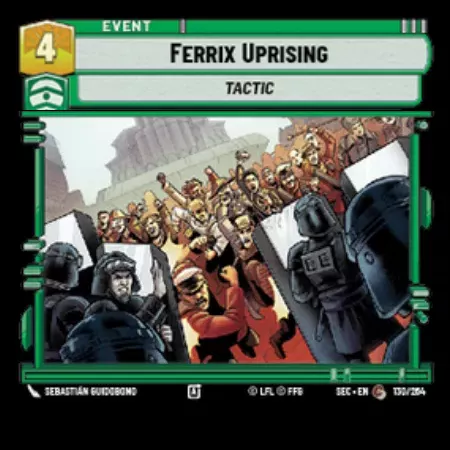 EVENT
4
FERRIX UPRISING
TACTIC
SEBASTIÁN GUIDOBONO
A
© LFL © FFG
SEC • EN
130/264